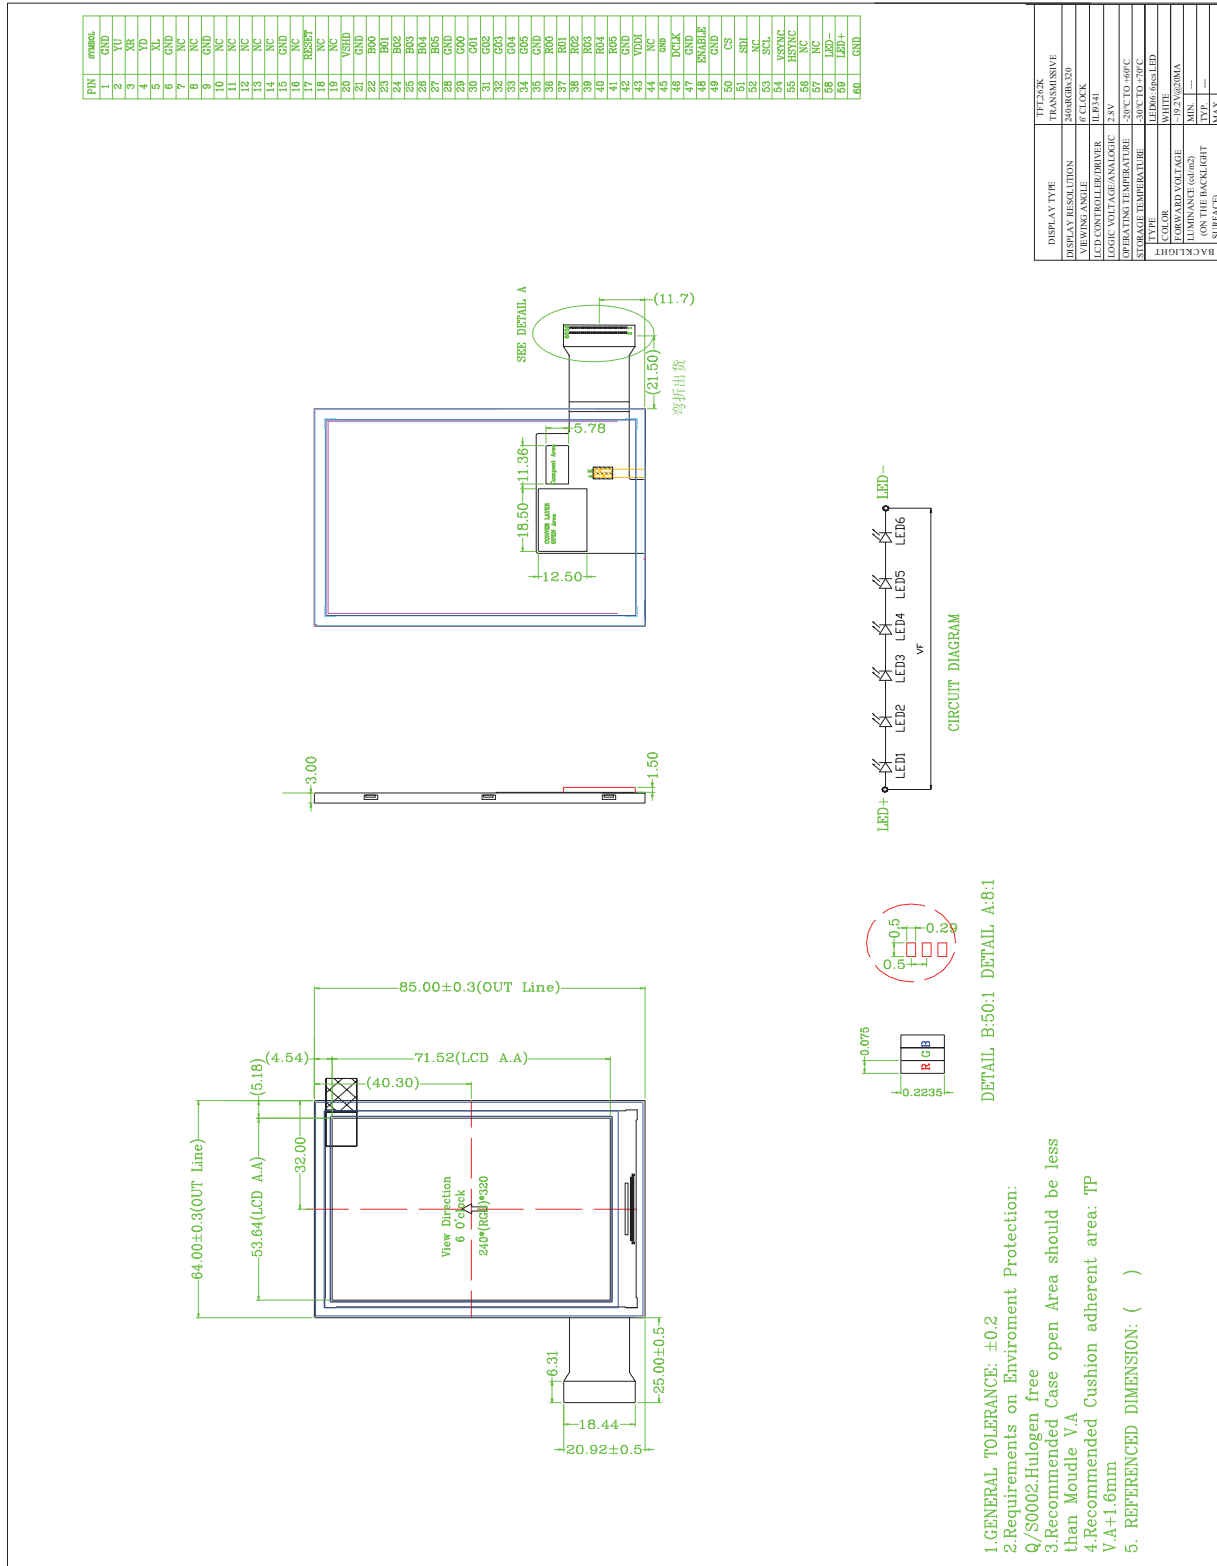 PIN SYMBOL
1 GND
2 YU
3 XR
4 YD
5 XL
6 GND
7 NC
8 NC
9 GND
10 NC
11 NC
12 NC
13 NC
14 NC
15 GND
16 NC
17 RESET
18 NC
19 NC
20 VSHD
21 GND
22 B00
23 B01
24 B02
25 B03
26 B04
27 B05
28 GND
29 G00
30 G01
31 G02
32 G03
33 G04
34 G05
35 GND
36 R00
37 R01
38 R02
39 R03
40 R04
41 R05
42 GND
43 VDDI
44 NC
45 GND
46 DCLK
47 GND
48 ENABLE
49 GND
50 CS
51 SDI
52 NC
53 SCL
54 VSYNC
55 HSYNC
56 NC
57 NC
58 LED-
59 LED+
60 GND
DISPLAY TYPE TFT,262K
TRANSMISSIVE
DISPLAY RESOLUTION 240xRGBx320
VIEWING ANGLE 6' CLOCK
LCD CONTROLLER/DRIVER ILI9341
LOGIC VOLTAGE/ANALOGIC 2.8V
OPERATING TEMPERATURE -20°C TO +60°C
STORAGE TEMPERATURE -30°C TO +70°C
BACKLIGHT
TYPE LED06: 6pcs LED
COLOR WHITE
FORWARD VOLTAGE ~19.2V@20MA
LUMINANCE (cd/m2) MIN. ---
(ON THE BACKLIGHT TYP. ---
SURFACE) MAX.
SEE DETAIL A
(11.7)
(21.50)
弯折出货
5.78
11.36
18.50
12.50
Componet Area
COVER LAYER
OPEN Area
3.00
1.50
LED+
LED1
LED2
LED3
LED4
LED5
LED6
LED-
VF
CIRCUIT DIAGRAM
85.00±0.3(OUT Line)
(4.54)
71.52(LCD A.A)
(40.30)
(5.18)
32.00
53.64(LCD A.A)
64.00±0.3(OUT Line)
View Direction
6 O'clock
240*(RGB)*320
6.31
25.00±0.5
18.44
20.92±0.5
0.5
0.29
0.5
0.075
R G B
0.2235
DETAIL B:50:1 DETAIL A:8:1
1.GENERAL TOLERANCE: ±0.2
2.Requirements on Enviroment Protection:
Q/S0002.Hulogen free
3.Recommended Case open Area should be less
than Moudle V.A
4.Recommended Cushion adherent area: TP
V.A+1.6mm
5. REFERENCED DIMENSION: ( )